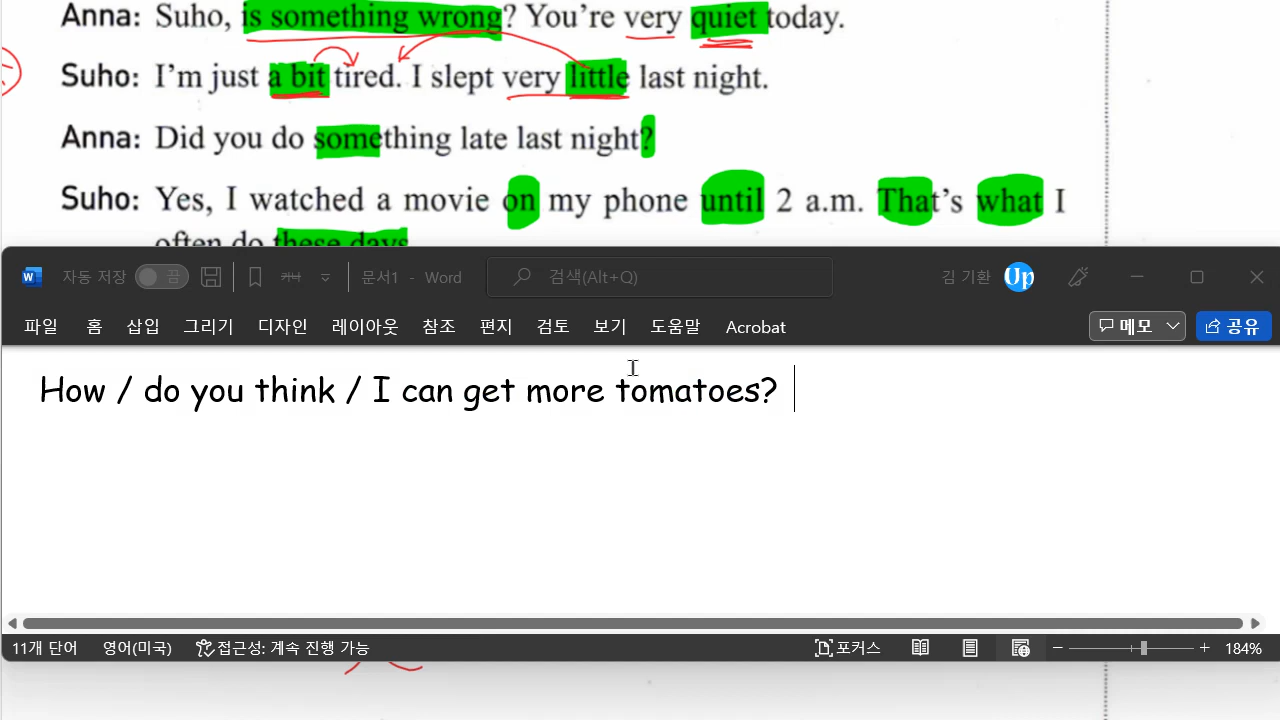 Anna: Suho, is something wrong? You're very quiet today.
Suho: I'm just a bit tired. I slept very little last night.
Anna: Did you do something late last night?
Suho: Yes, I watched a movie on my phone until 2 a.m. That's what I
often do these days
자동 저장 끔 가나 문서1 - Word 검색(Alt+Q) 김 기환 Up
파일 홈 삽입 그리기 디자인 레이아웃 참조 편지 검토 보기 도움말 Acrobat 메모 공유
How / do you think / I can get more tomatoes?
11개 단어 영어(미국) 접근성: 계속 진행 가능 포커스 184%